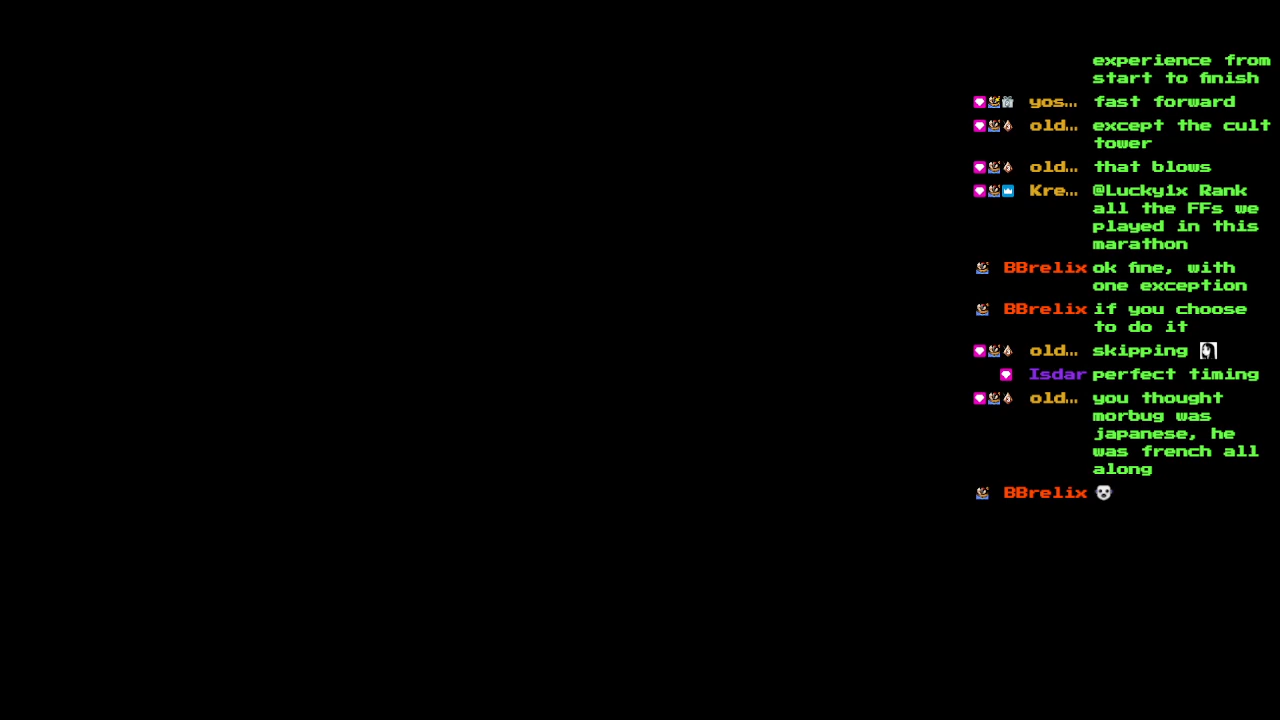 experience from
start to finish
yos... fast forward
old... except the cult
tower
old... that blows
Kre... @Lucky1x Rank
all the FFs we
played in this
marathon
BBrelix ok fine, with
one exception
BBrelix if you choose
to do it
old... skipping
Isdar perfect timing
old... you thought
morbug was
japanese, he
was french all
along
BBrelix